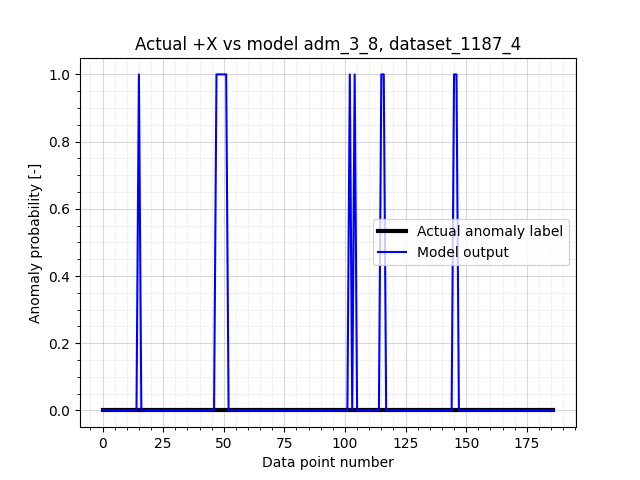 Actual +X vs model adm_3_8, dataset_1187_4
1.0
0.8
0.6
0.4
0.2
0.0
Anomaly probability [-]
Actual anomaly label
Model output
0 25 50 75 100 125 150 175
Data point number